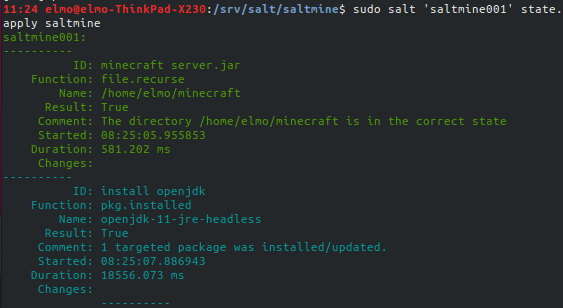 11:24 elmo@elmo-ThinkPad-X230:/srv/salt/saltmine$ sudo salt 'saltmine001' state.
apply saltmine
saltmine001:
----------
          ID: minecraft server.jar
    Function: file.recurse
        Name: /home/elmo/minecraft
      Result: True
     Comment: The directory /home/elmo/minecraft is in the correct state
     Started: 08:25:05.955853
    Duration: 581.202 ms
     Changes:
----------
          ID: install openjdk
    Function: pkg.installed
        Name: openjdk-11-jre-headless
      Result: True
     Comment: 1 targeted package was installed/updated.
     Started: 08:25:07.886943
    Duration: 18556.073 ms
     Changes:
              ----------